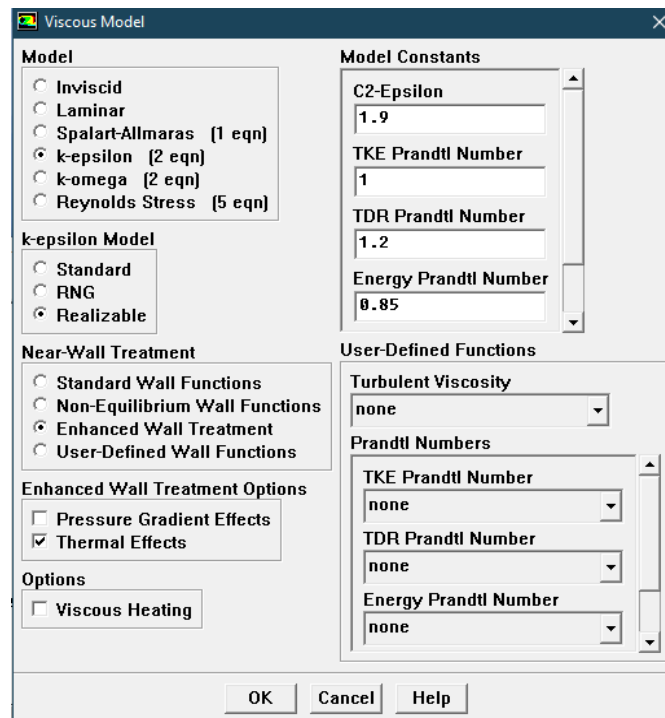 Viscous Model
Model
Inviscid
Laminar
Spalart-Allmaras (1 eqn)
k-epsilon (2 eqn)
k-omega (2 eqn)
Reynolds Stress (5 eqn)
k-epsilon Model
Standard
RNG
Realizable
Near-Wall Treatment
Standard Wall Functions
Non-Equilibrium Wall Functions
Enhanced Wall Treatment
User-Defined Wall Functions
Enhanced Wall Treatment Options
Pressure Gradient Effects
Thermal Effects
Options
Viscous Heating
Model Constants
C2-Epsilon
1.9
TKE Prandtl Number
1
TDR Prandtl Number
1.2
Energy Prandtl Number
0.85
User-Defined Functions
Turbulent Viscosity
none
Prandtl Numbers
TKE Prandtl Number
none
TDR Prandtl Number
none
Energy Prandtl Number
none
OK Cancel Help